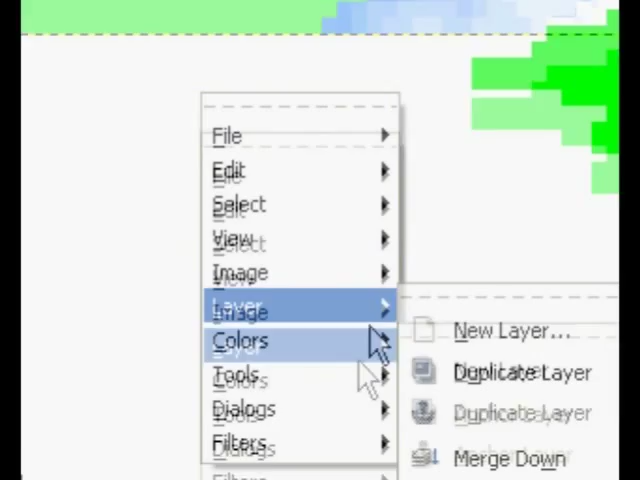 File
Edit
Select
View
Image
Layer
Colors
Tools
Dialogs
Filters
New Layer...
Duplicate Layer
Duplicate Layer
Merge Down